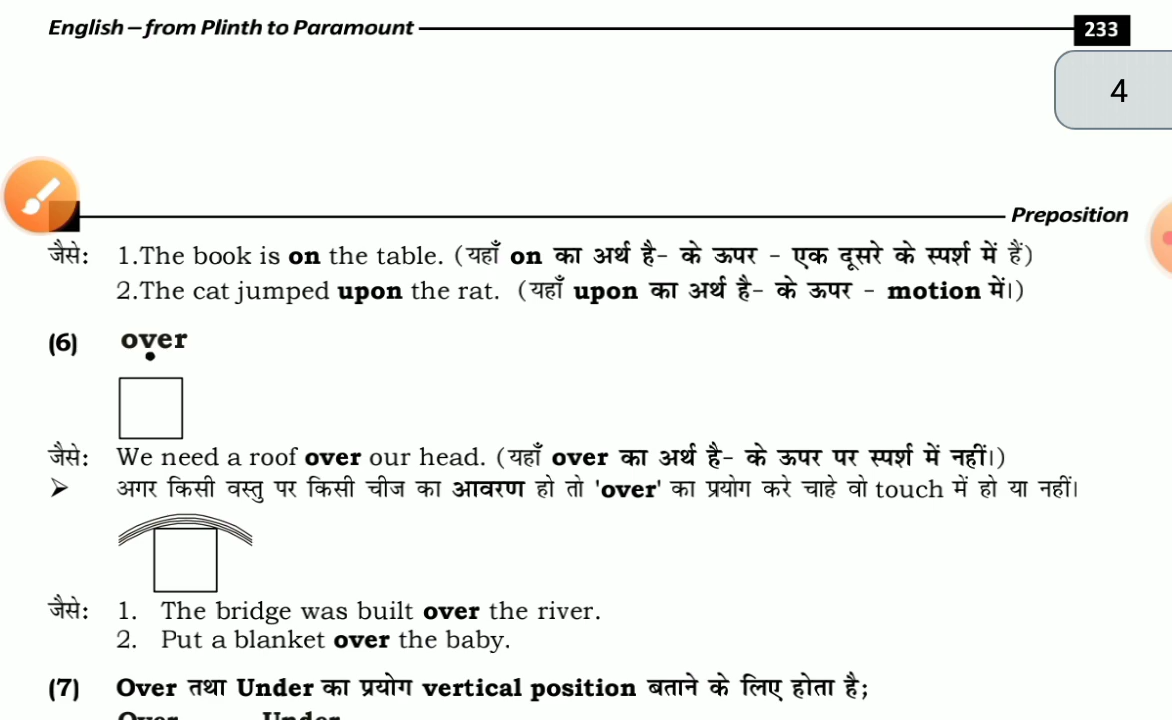 English – from Plinth to Paramount 233
4
Preposition
जैसे: 1.The book is on the table. (यहाँ on का अर्थ है- के ऊपर - एक दूसरे के स्पर्श में हैं)
2.The cat jumped upon the rat. (यहाँ upon का अर्थ है- के ऊपर - motion में।)
(6) over
जैसे: We need a roof over our head. (यहाँ over का अर्थ है- के ऊपर पर स्पर्श में नहीं।)
➢ अगर किसी वस्तु पर किसी चीज का आवरण हो तो 'over' का प्रयोग करे चाहे वो touch में हो या नहीं।
जैसे: 1. The bridge was built over the river.
2. Put a blanket over the baby.
(7) Over तथा Under का प्रयोग vertical position बताने के लिए होता है;
Over Under